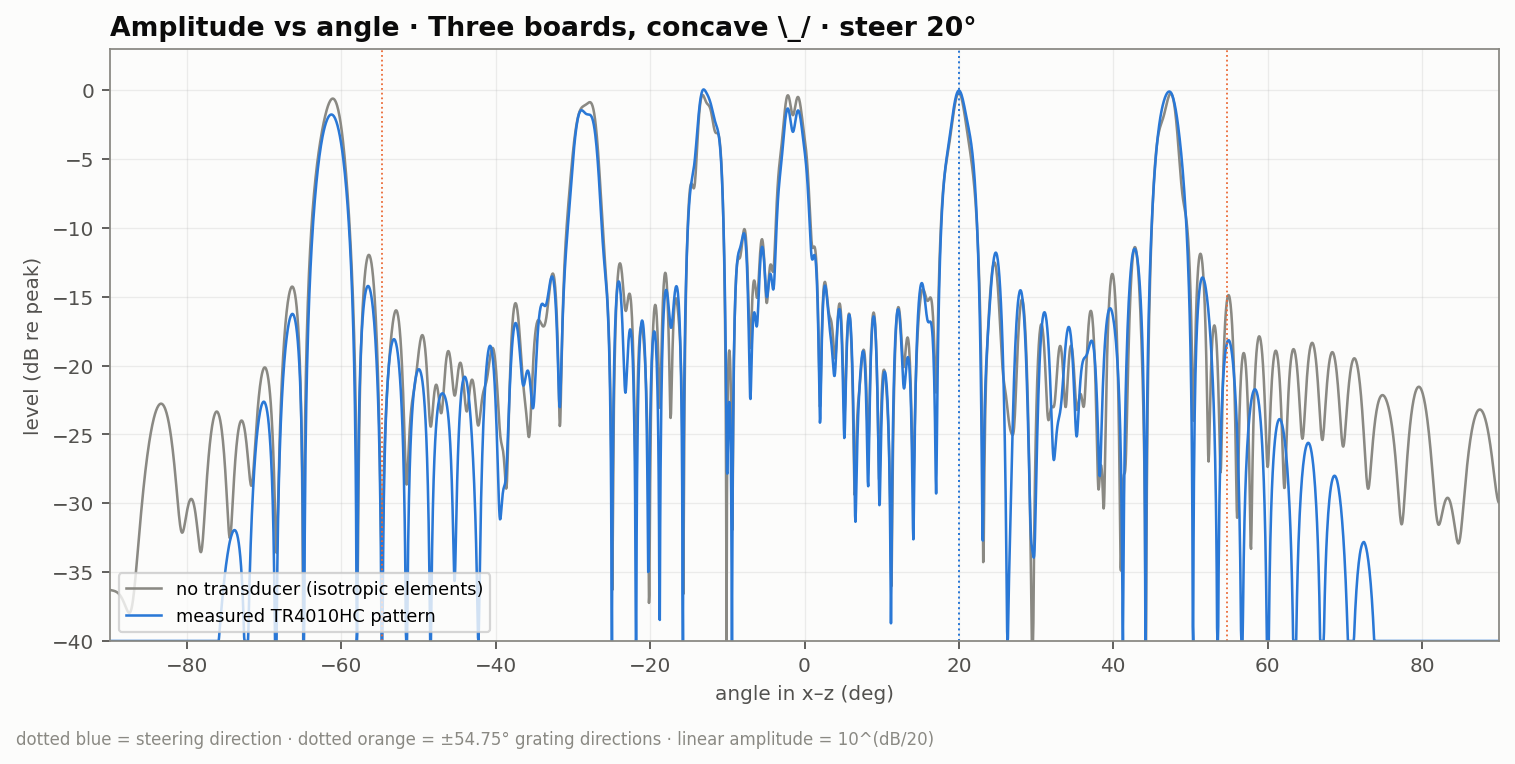 Amplitude vs angle · Three boards, concave \_/ · steer 20°
level (dB re peak)
0
−5
−10
−15
−20
−25
−30
−35
−40
no transducer (isotropic elements)
measured TR4010HC pattern
−80 −60 −40 −20 0 20 40 60 80
angle in x–z (deg)
dotted blue = steering direction · dotted orange = ±54.75° grating directions · linear amplitude = 10^(dB/20)